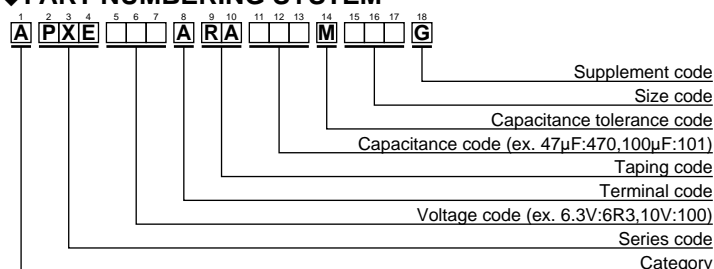 ◆PART NUMBERING SYSTEM
1 2 3 4 5 6 7 8 9 10 11 12 13 14 15 16 17 18
A P X E A R A M G
Supplement code
Size code
Capacitance tolerance code
Capacitance code (ex. 47µF:470,100µF:101)
Taping code
Terminal code
Voltage code (ex. 6.3V:6R3,10V:100)
Series code
Category